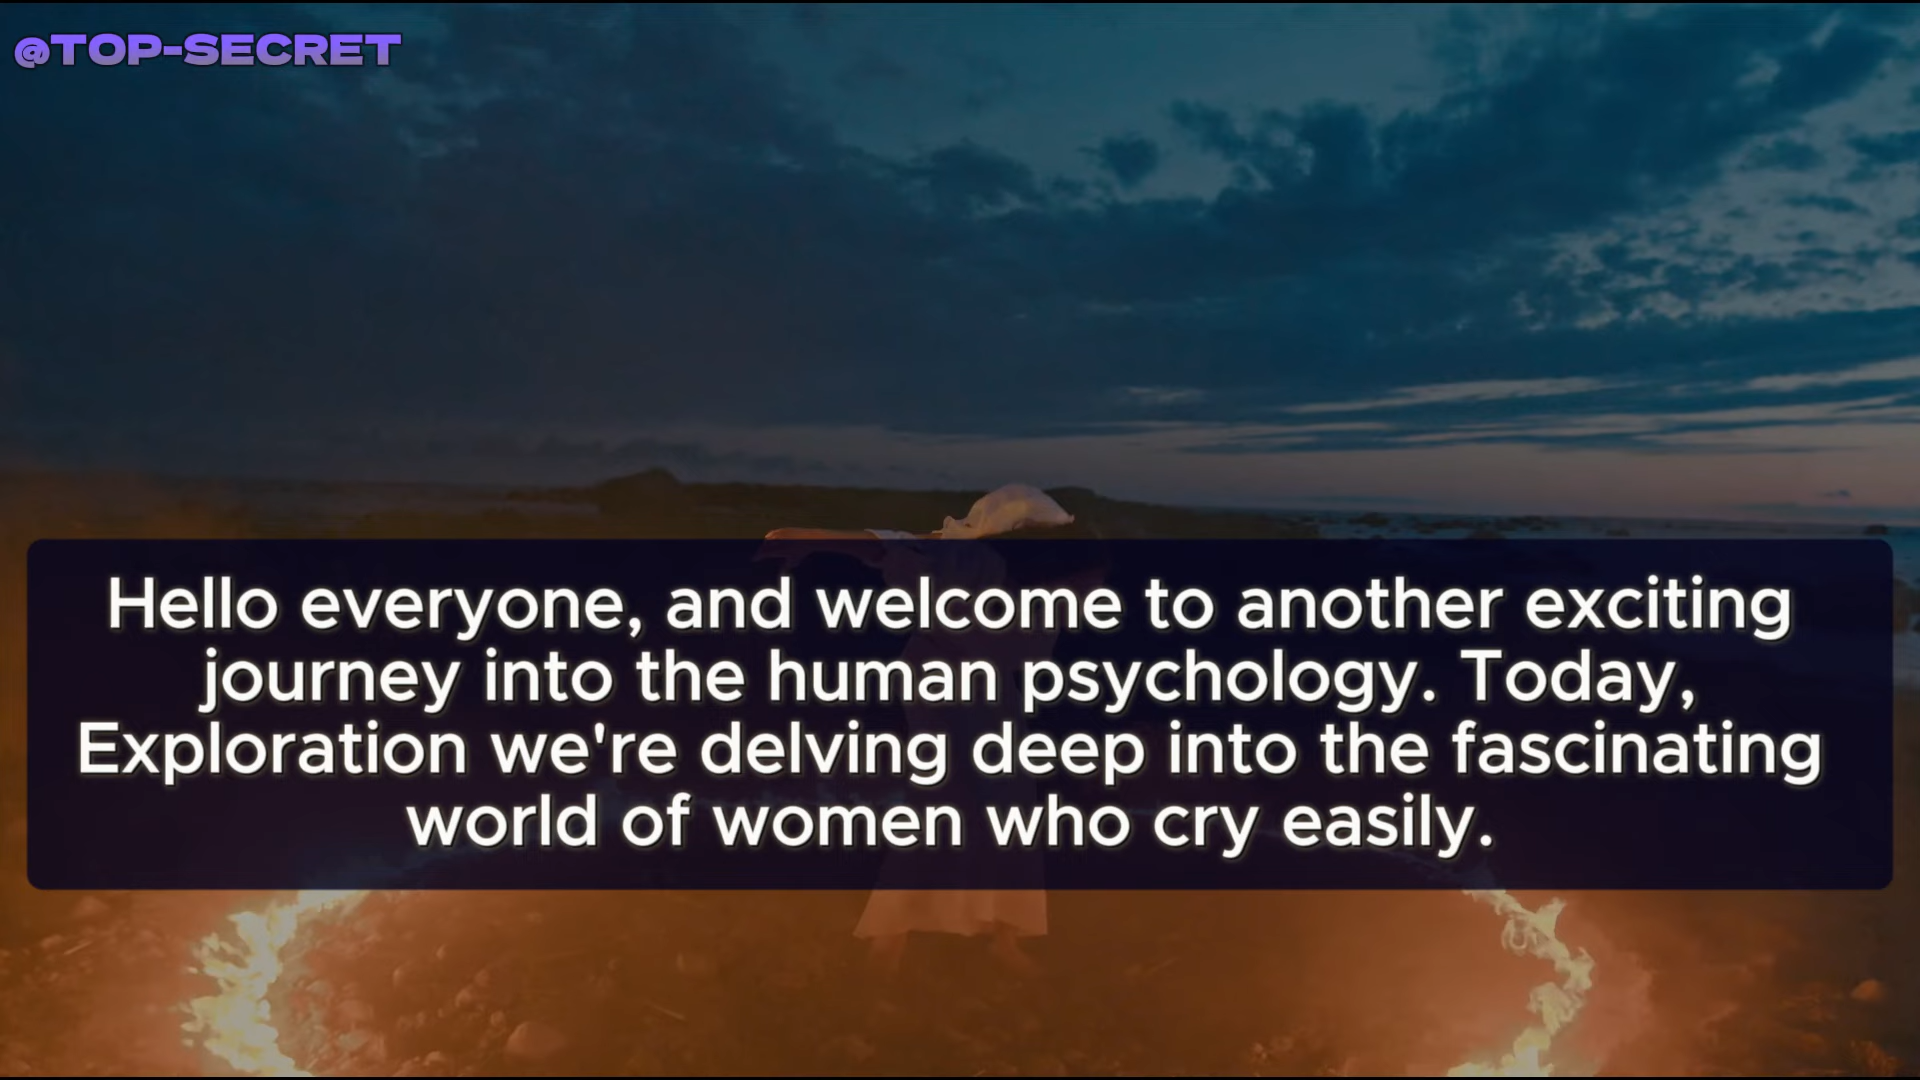 @TOP-SECRET
Hello everyone, and welcome to another exciting
journey into the human psychology. Today,
Exploration we're delving deep into the fascinating
world of women who cry easily.